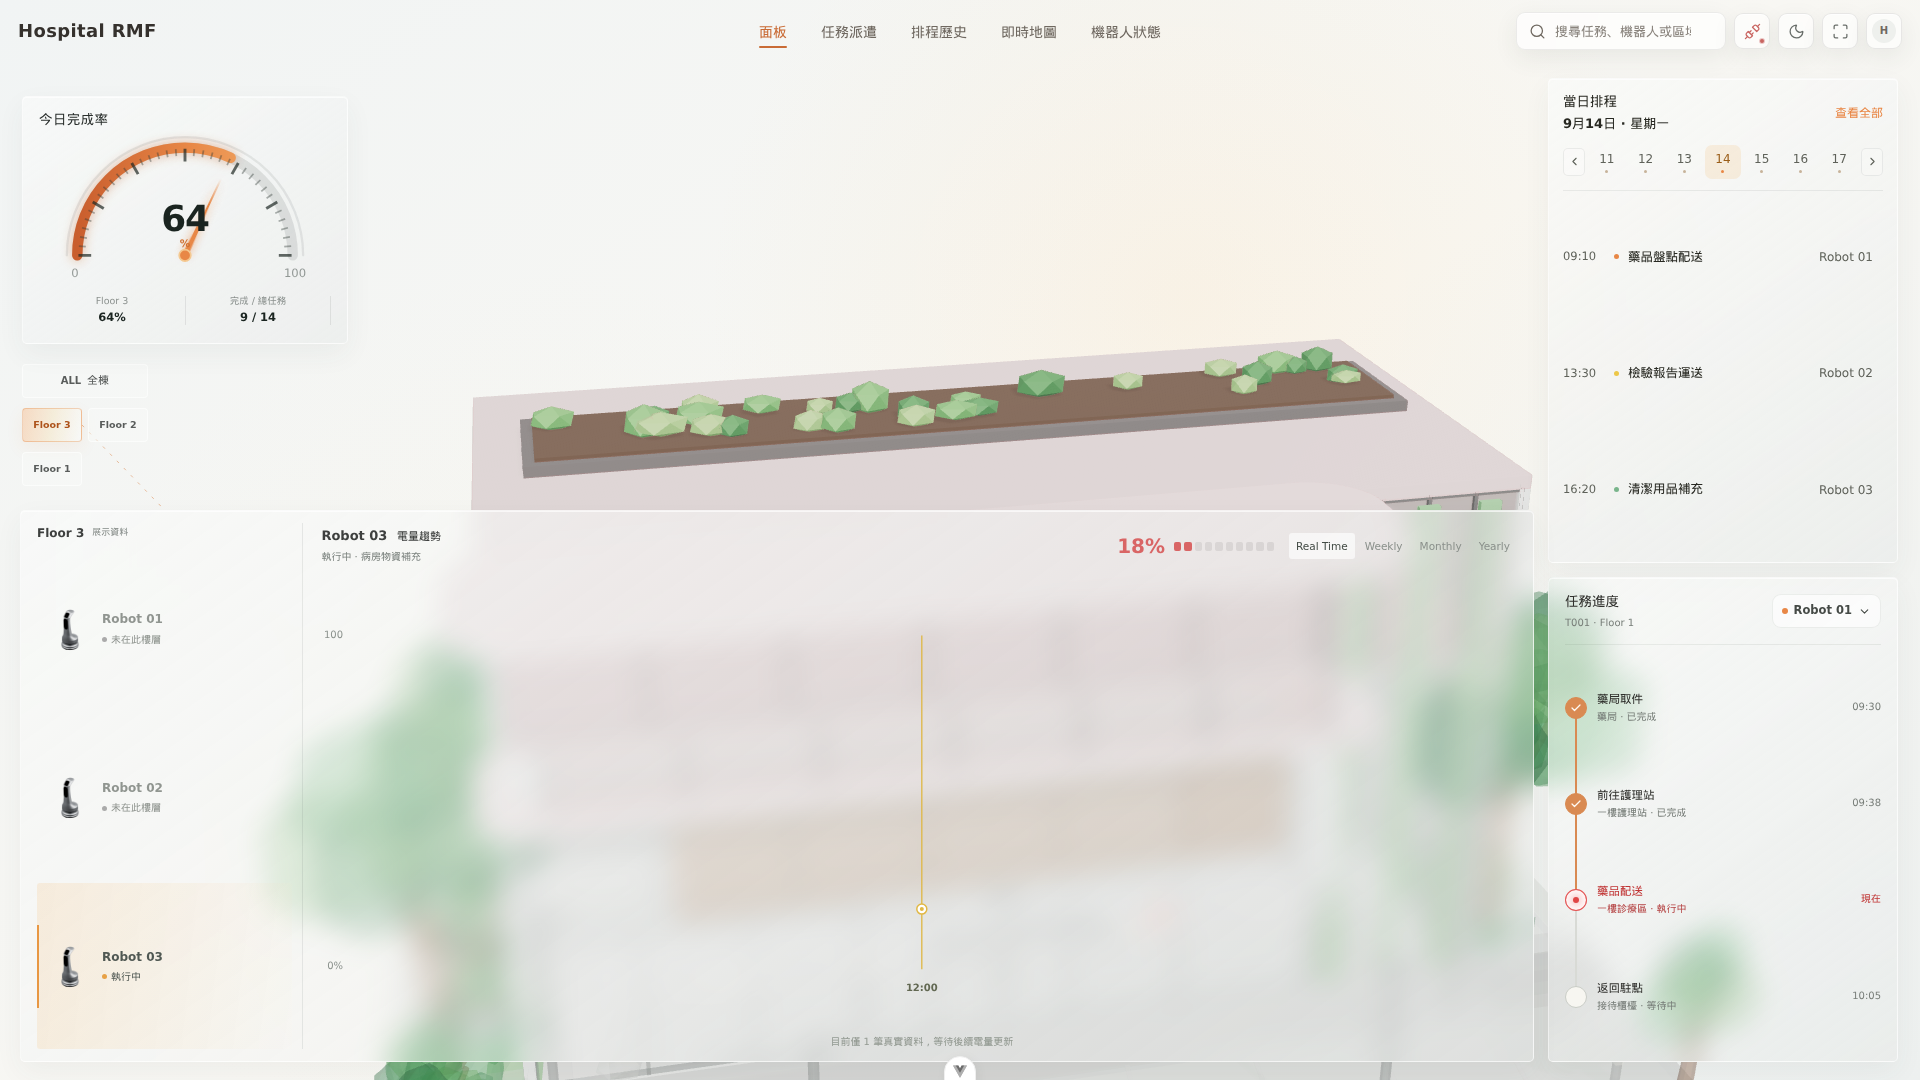 Hospital RMF
面板
任務派遣
排程歷史
即時地圖
機器人狀態
搜尋任務、機器人或區
H
今日完成率
64
%
0
100
Floor 3
64%
完成 / 總任務
9 / 14
ALL 全棟
Floor 3
Floor 2
Floor 1
當日排程
9月14日・星期一
查看全部
11
12
13
14
15
16
17
09:10
藥品盤點配送
Robot 01
13:30
檢驗報告運送
Robot 02
16:20
清潔用品補充
Robot 03
Floor 3 展示資料
Robot 01
未在此樓層
Robot 02
未在此樓層
Robot 03
執行中
Robot 03 電量趨勢
執行中 · 病房物資補充
18%
Real Time
Weekly
Monthly
Yearly
100
0%
12:00
目前僅 1 筆真實資料，等待後續電量更新
任務進度
T001 · Floor 1
Robot 01
藥局取件
藥局 · 已完成
09:30
前往護理站
一樓護理站 · 已完成
09:38
藥品配送
一樓診療區 · 執行中
現在
返回駐點
接待櫃檯 · 等待中
10:05